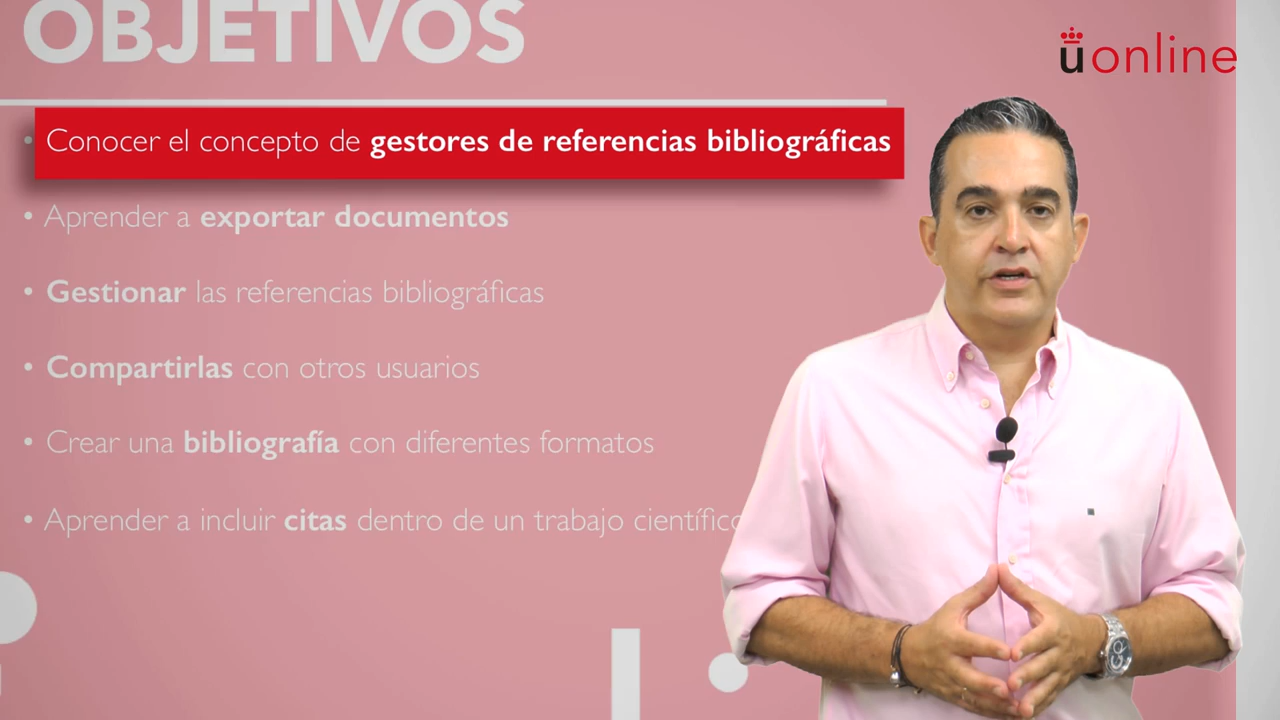 OBJETIVOS
uonline
• Conocer el concepto de gestores de referencias bibliográficas
• Aprender a exportar documentos
• Gestionar las referencias bibliográficas
• Compartirlas con otros usuarios
• Crear una bibliografía con diferentes formatos
• Aprender a incluir citas dentro de un trabajo científico